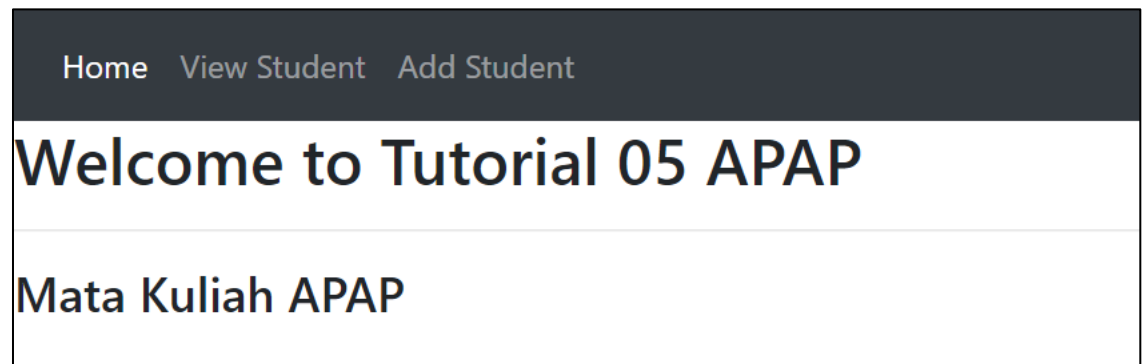 Home View Student Add Student
Welcome to Tutorial 05 APAP
Mata Kuliah APAP